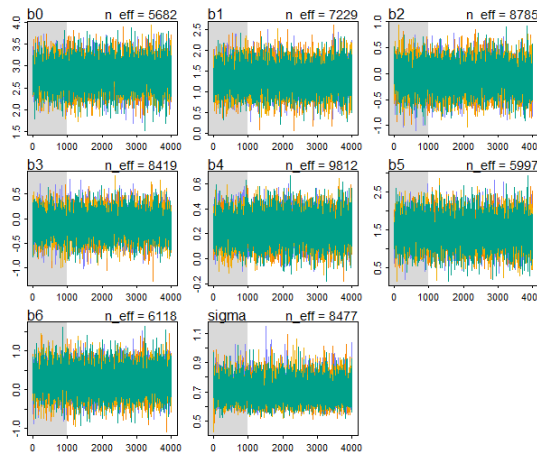 b0 n_eff = 5682
b1 n_eff = 7229
b2 n_eff = 8785
1.5 2.0 2.5 3.0 3.5 4.0
0.0 0.5 1.0 1.5 2.0 2.5
-1.0 -0.5 0.0 0.5 1.0
0 1000 2000 3000 4000
0 1000 2000 3000 4000
0 1000 2000 3000 4000
b3 n_eff = 8419
b4 n_eff = 9812
b5 n_eff = 5997
-1.0 -0.5 0.0 0.5
-0.2 0.0 0.2 0.4 0.6
0.5 1.5 2.5
0 1000 2000 3000 4000
0 1000 2000 3000 4000
0 1000 2000 3000 4000
b6 n_eff = 6118
sigma n_eff = 8477
-1.0 0.0 1.0
0.5 0.7 0.9 1.1
0 1000 2000 3000 4000
0 1000 2000 3000 4000